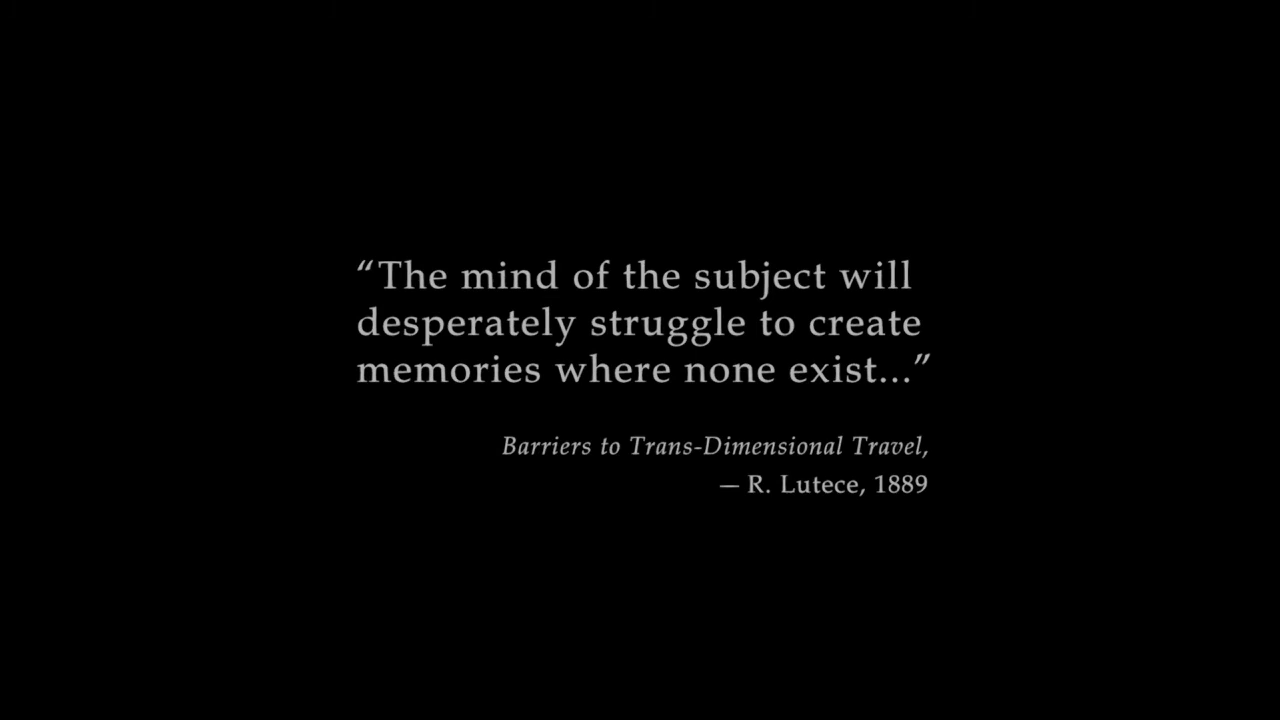 “The mind of the subject will
desperately struggle to create
memories where none exist...”
Barriers to Trans-Dimensional Travel,
— R. Lutece, 1889